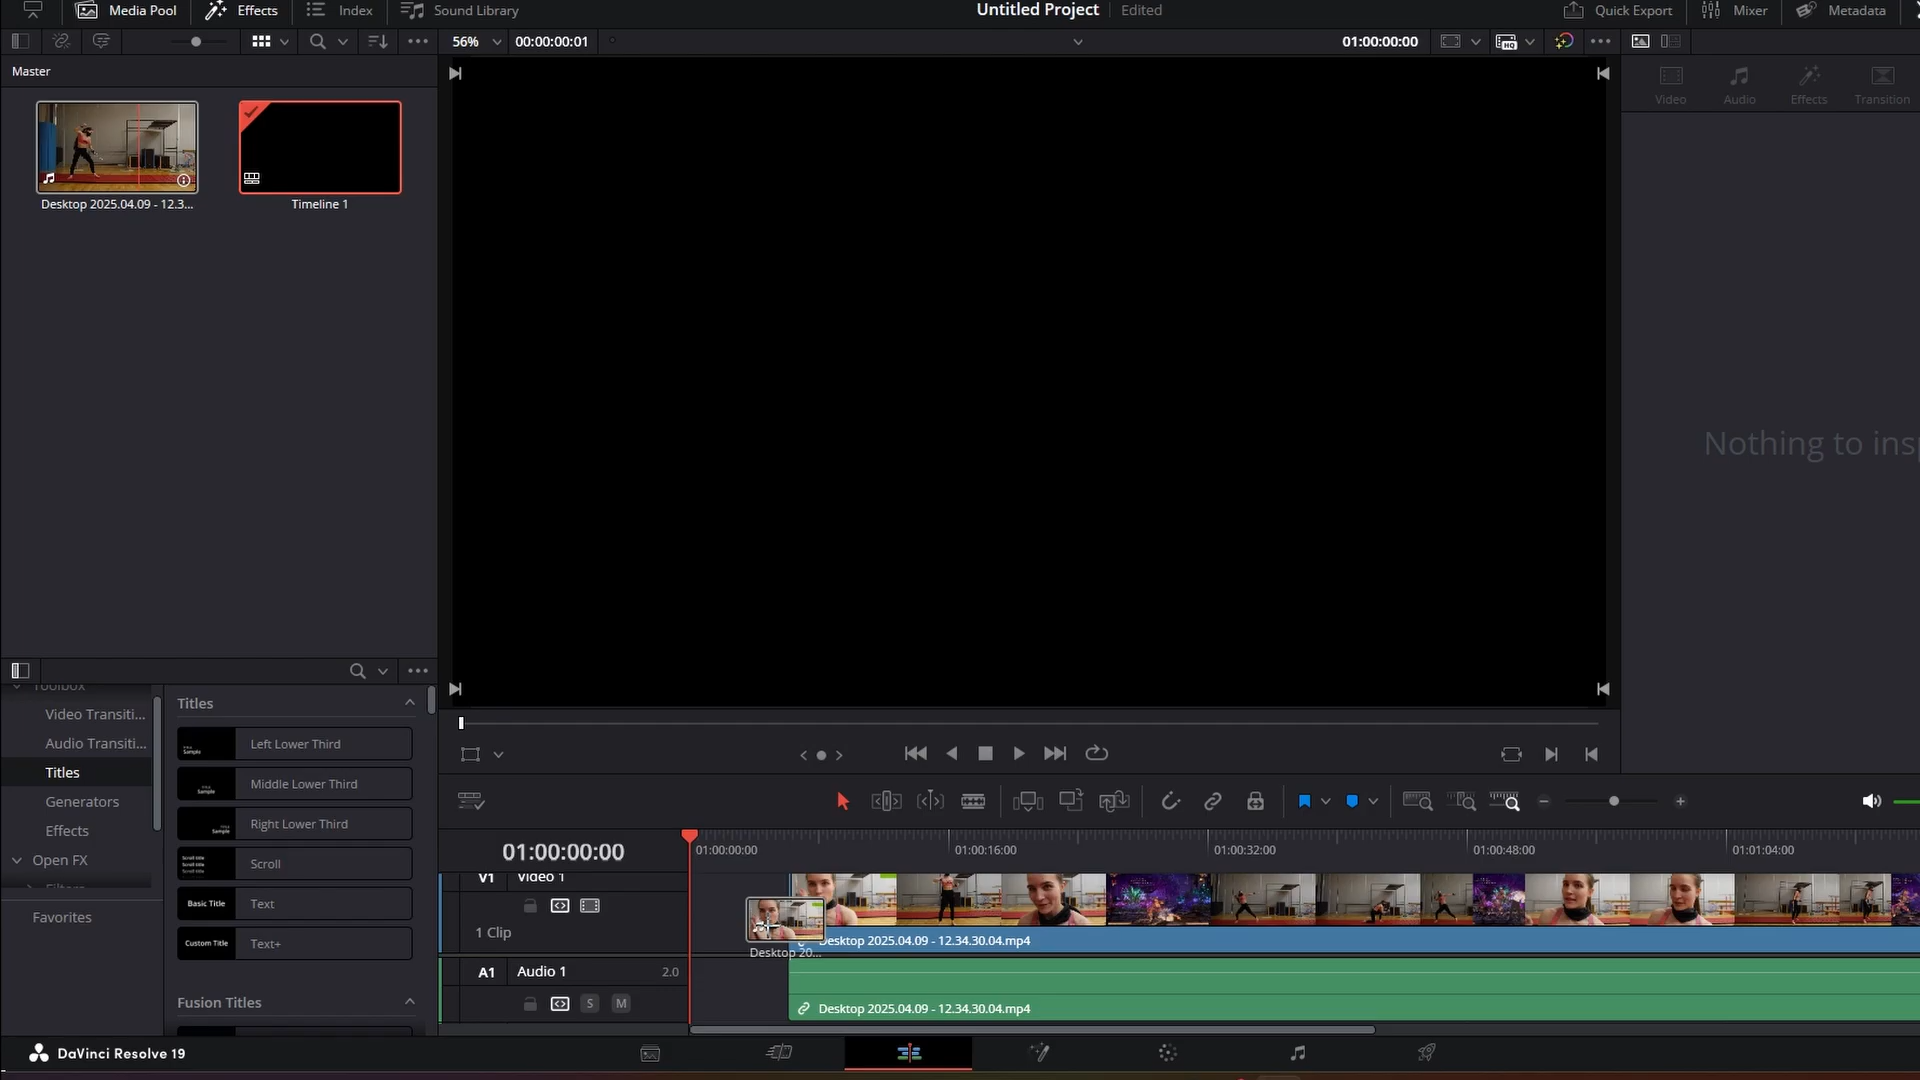 Media Pool Effects Index Sound Library Untitled Project Edited Quick Export Mixer Metadata
56% 00:00:00:01 01:00:00:00
Master
Video Audio Effects Transition
Desktop 2025.04.09 - 12.3... Timeline 1
Nothing to insp
Toolbox
Titles
Video Transiti...
Left Lower Third
Audio Transiti...
Titles
Middle Lower Third
Generators
Right Lower Third
Effects
Open FX
Scroll
Basic Title Text
Favorites
Custom Title Text+
Fusion Titles
01:00:00:00 01:00:00:00 01:00:16:00 01:00:32:00 01:00:48:00 01:01:04:00
V1 Video 1
1 Clip
Desktop 2025.04.09 - 12.34.30.04.mp4
Desktop 20...
A1 Audio 1 2.0
S M
Desktop 2025.04.09 - 12.34.30.04.mp4
DaVinci Resolve 19